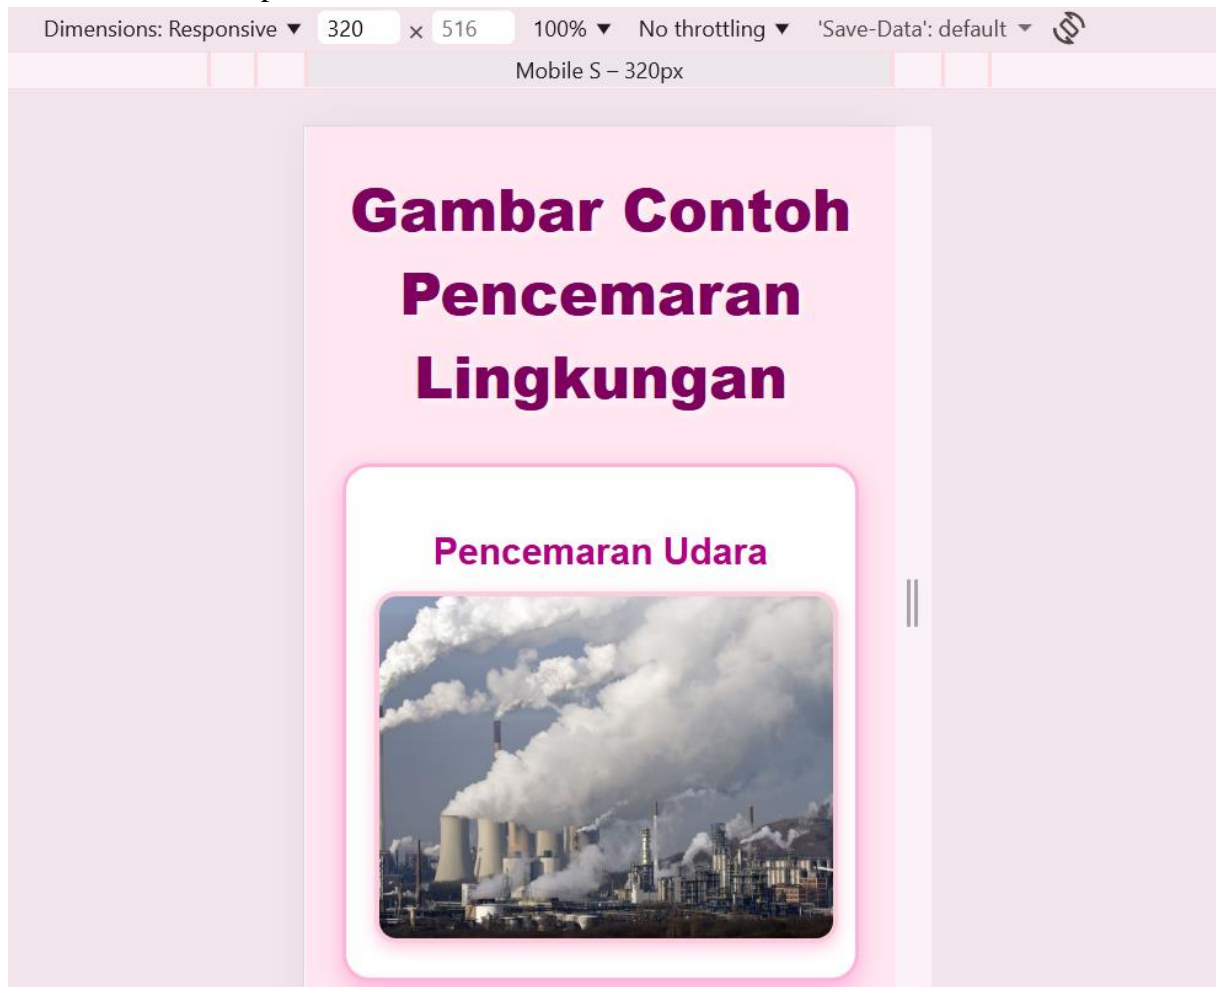 Dimensions: Responsive ▼ 320 × 516 100% ▼ No throttling ▼ 'Save-Data': default ▼
Mobile S – 320px
Gambar Contoh
Pencemaran
Lingkungan
Pencemaran Udara